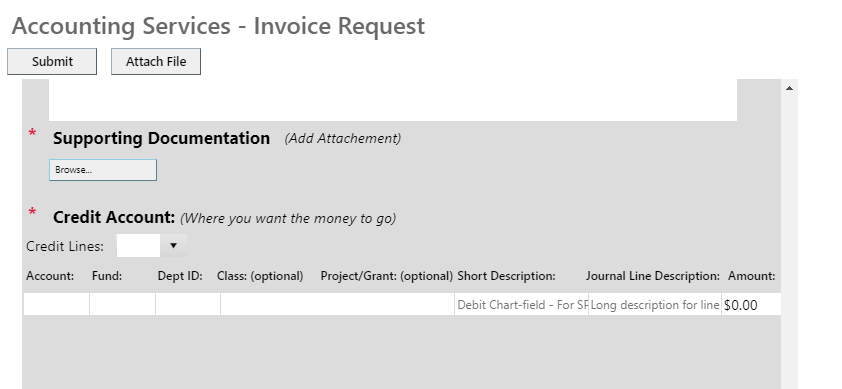 Accounting Services - Invoice Request
Submit Attach File
* Supporting Documentation (Add Attachement)
Browse...
* Credit Account: (Where you want the money to go)
Credit Lines:
Account: Fund: Dept ID: Class: (optional) Project/Grant: (optional) Short Description: Journal Line Description: Amount:
Debit Chart-field - For SF Long description for line $0.00